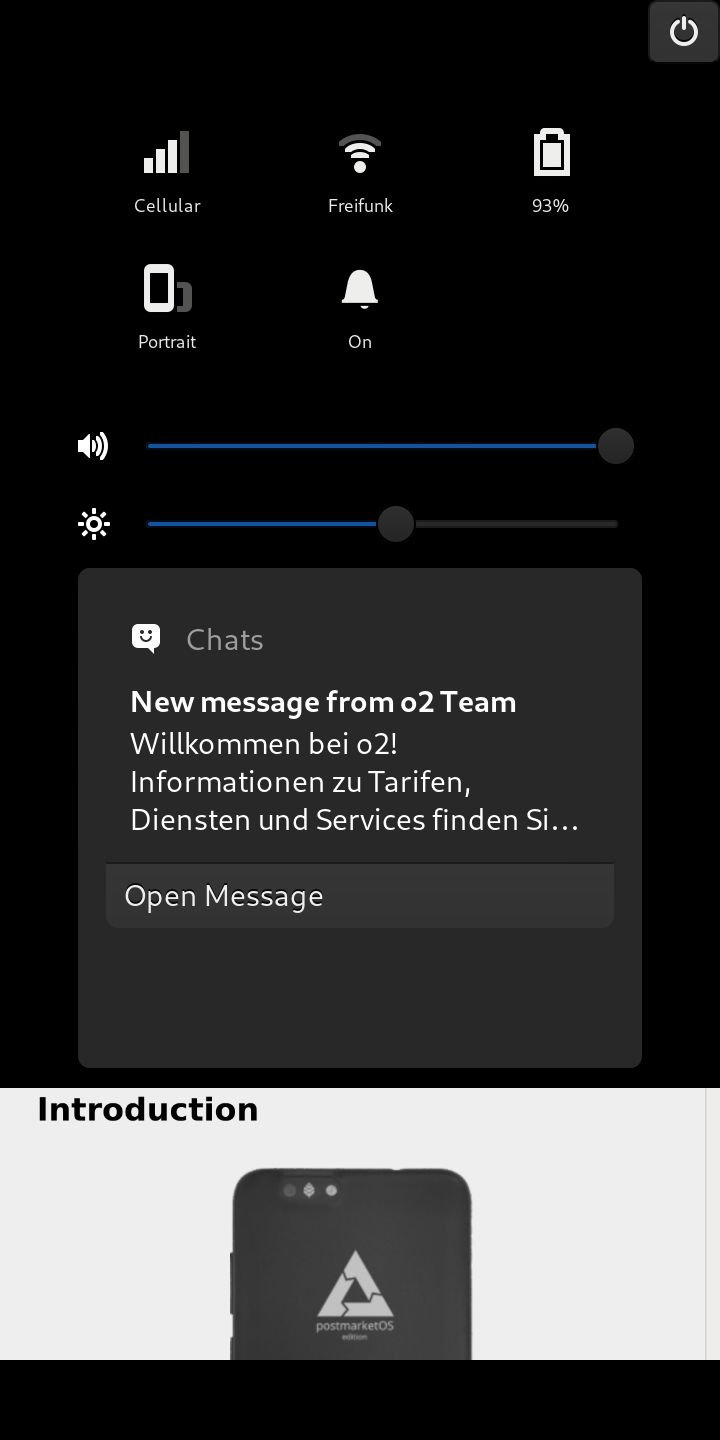 Cellular
Freifunk
93%
Portrait
On
Chats
New message from o2 Team
Willkommen bei o2!
Informationen zu Tarifen,
Diensten und Services finden Si…
Open Message
Introduction
postmarketOS
edition